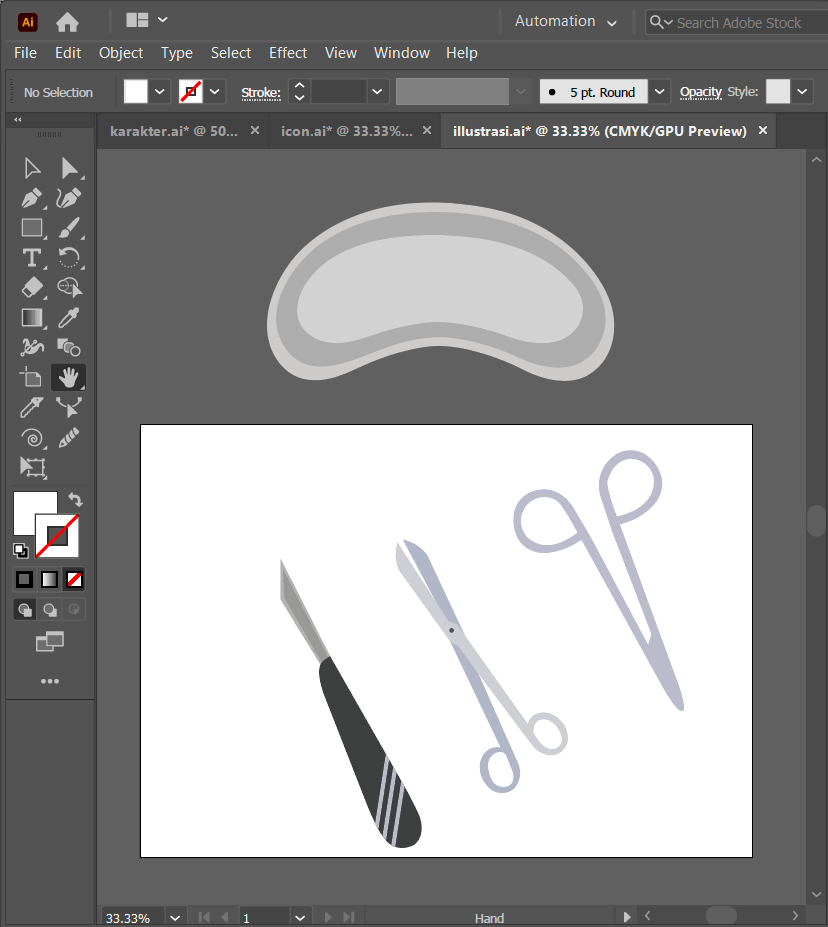 Ai
Automation
Search Adobe Stock
File Edit Object Type Select Effect View Window Help
No Selection Stroke: 5 pt. Round Opacity Style:
karakter.ai* @ 50... × icon.ai* @ 33.33%... × illustrasi.ai* @ 33.33% (CMYK/GPU Preview) ×
33.33% 1 Hand